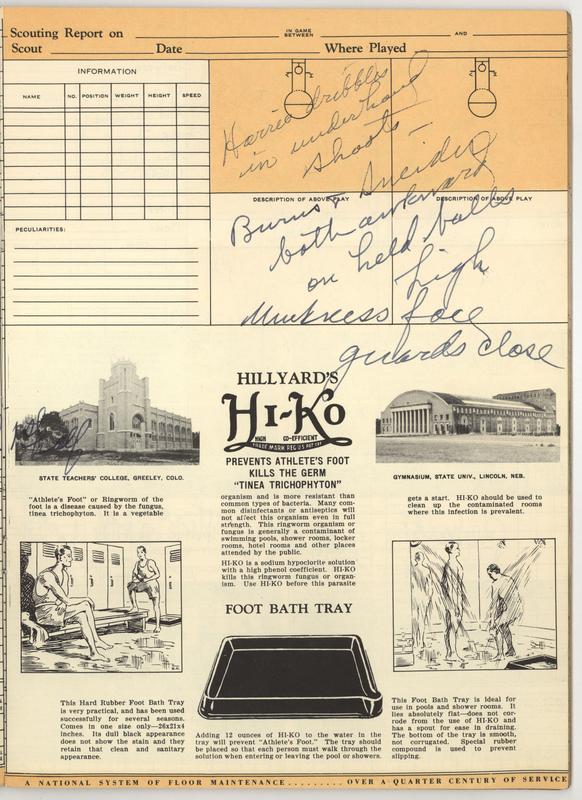 Scouting Report on IN GAME BETWEEN AND
Scout Date Where Played
INFORMATION
NAME NO. POSITION WEIGHT HEIGHT SPEED
PECULIARITIES:
Harris dribbles
in underhand
shoots -
DESCRIPTION OF ABOVE PLAY DESCRIPTION OF ABOVE PLAY
Burns +
both awkward
on held balls
high
face
guards close
STATE TEACHERS' COLLEGE, GREELEY, COLO.
"Athlete's Foot" or Ringworm of the
foot is a disease caused by the fungus,
tinea trichophyton. It is a vegetable
HILLYARD'S
HI-KO
HIGH CO-EFFICIENT
TRADE MARK REG US PAT OFF
PREVENTS ATHLETE'S FOOT
KILLS THE GERM
"TINEA TRICHOPHYTON"
organism and is more resistant than
common types of bacteria. Many com-
mon disinfectants or antiseptics will
not affect this organism even in full
strength. This ringworm organism or
fungus is generally a contaminant of
swimming pools, shower rooms, locker
rooms, hotel rooms and other places
attended by the public.
HI-KO is a sodium hypoclorite solution
with a high phenol coefficient. HI-KO
kills this ringworm fungus or organ-
ism. Use HI-KO before this parasite
GYMNASIUM, STATE UNIV., LINCOLN, NEB.
gets a start. HI-KO should be used to
clean up the contaminated rooms
where this infection is prevalent.
FOOT BATH TRAY
This Hard Rubber Foot Bath Tray
is very practical, and has been used
successfully for several seasons.
Comes in one size only—26x21x4
inches. Its dull black appearance
does not show the stain and they
retain that clean and sanitary
appearance.
Adding 12 ounces of HI-KO to the water in the
tray will prevent "Athlete's Foot." The tray should
be placed so that each person must walk through the
solution when entering or leaving the pool or showers.
This Foot Bath Tray is ideal for
use in pools and shower rooms. It
lies absolutely flat—does not cor-
rode from the use of HI-KO and
has a spout for ease in draining.
The bottom of the tray is smooth,
not corrugated. Special rubber
compound is used to prevent
slipping.
A NATIONAL SYSTEM OF FLOOR MAINTENANCE.........OVER A QUARTER CENTURY OF SERVICE